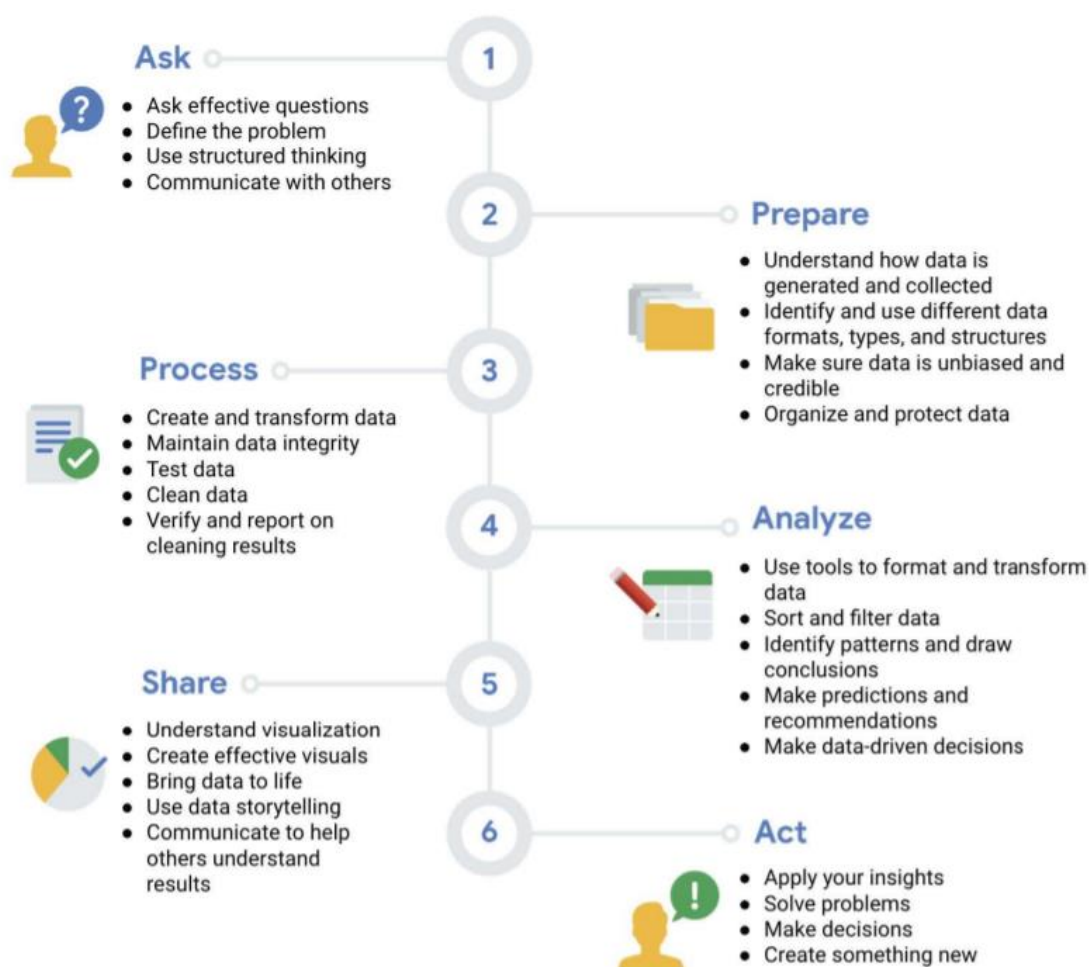 1
Ask
? 
● Ask effective questions
● Define the problem
● Use structured thinking
● Communicate with others
2
Prepare
● Understand how data is
generated and collected
● Identify and use different data
formats, types, and structures
● Make sure data is unbiased and
credible
● Organize and protect data
3
Process
● Create and transform data
● Maintain data integrity
● Test data
● Clean data
● Verify and report on
cleaning results
4
Analyze
● Use tools to format and transform
data
● Sort and filter data
● Identify patterns and draw
conclusions
● Make predictions and
recommendations
● Make data-driven decisions
5
Share
● Understand visualization
● Create effective visuals
● Bring data to life
● Use data storytelling
● Communicate to help
others understand
results
6
Act
!
● Apply your insights
● Solve problems
● Make decisions
● Create something new